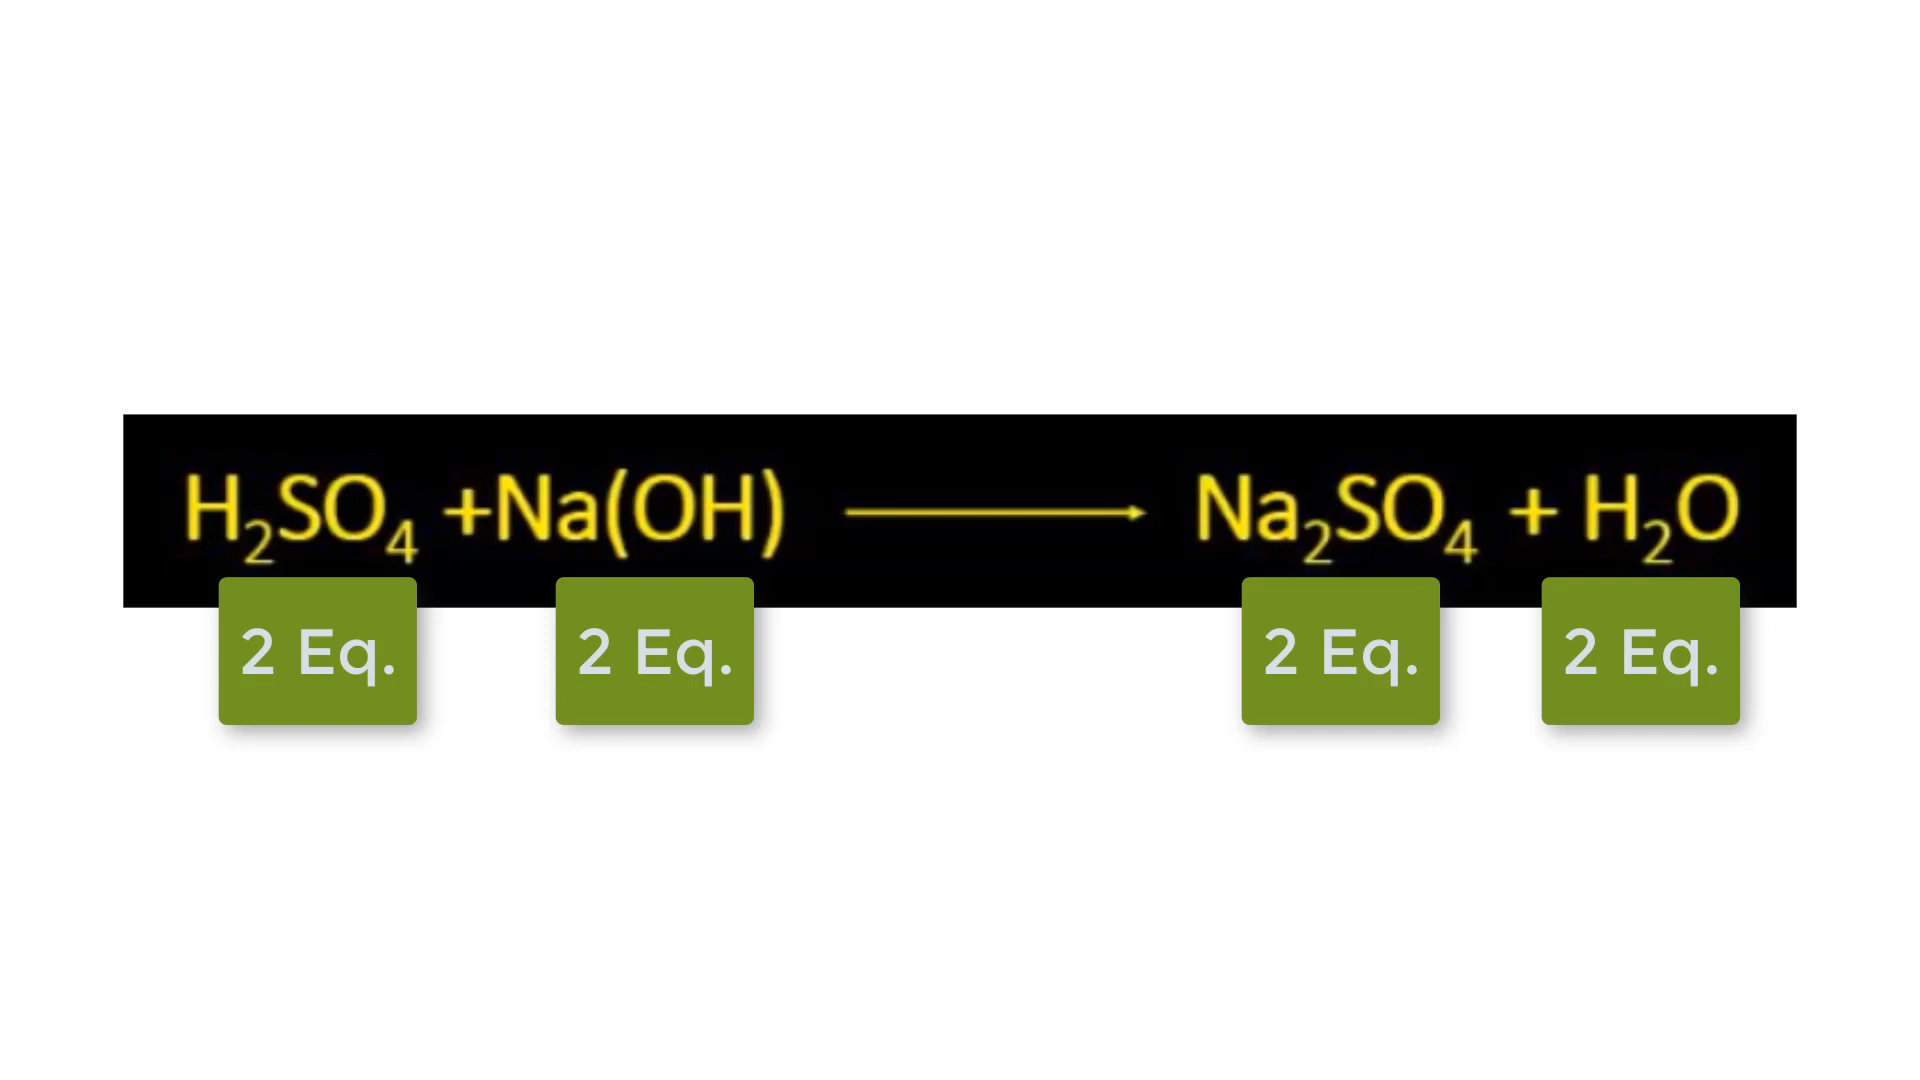 H₂SO₄ +Na(OH) ⟶ Na₂SO₄ + H₂O
2 Eq. 2 Eq. 2 Eq. 2 Eq.